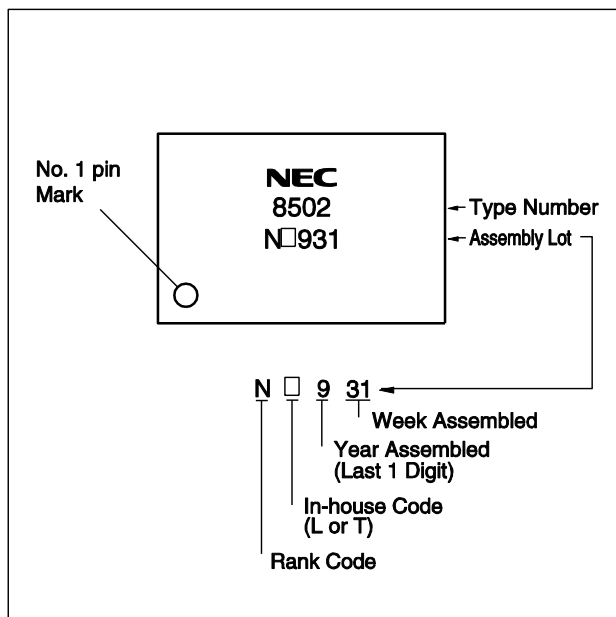 No. 1 pin
Mark
NEC
8502
N□931
Type Number
Assembly Lot
N □ 9 31
Week Assembled
Year Assembled
(Last 1 Digit)
In-house Code
(L or T)
Rank Code